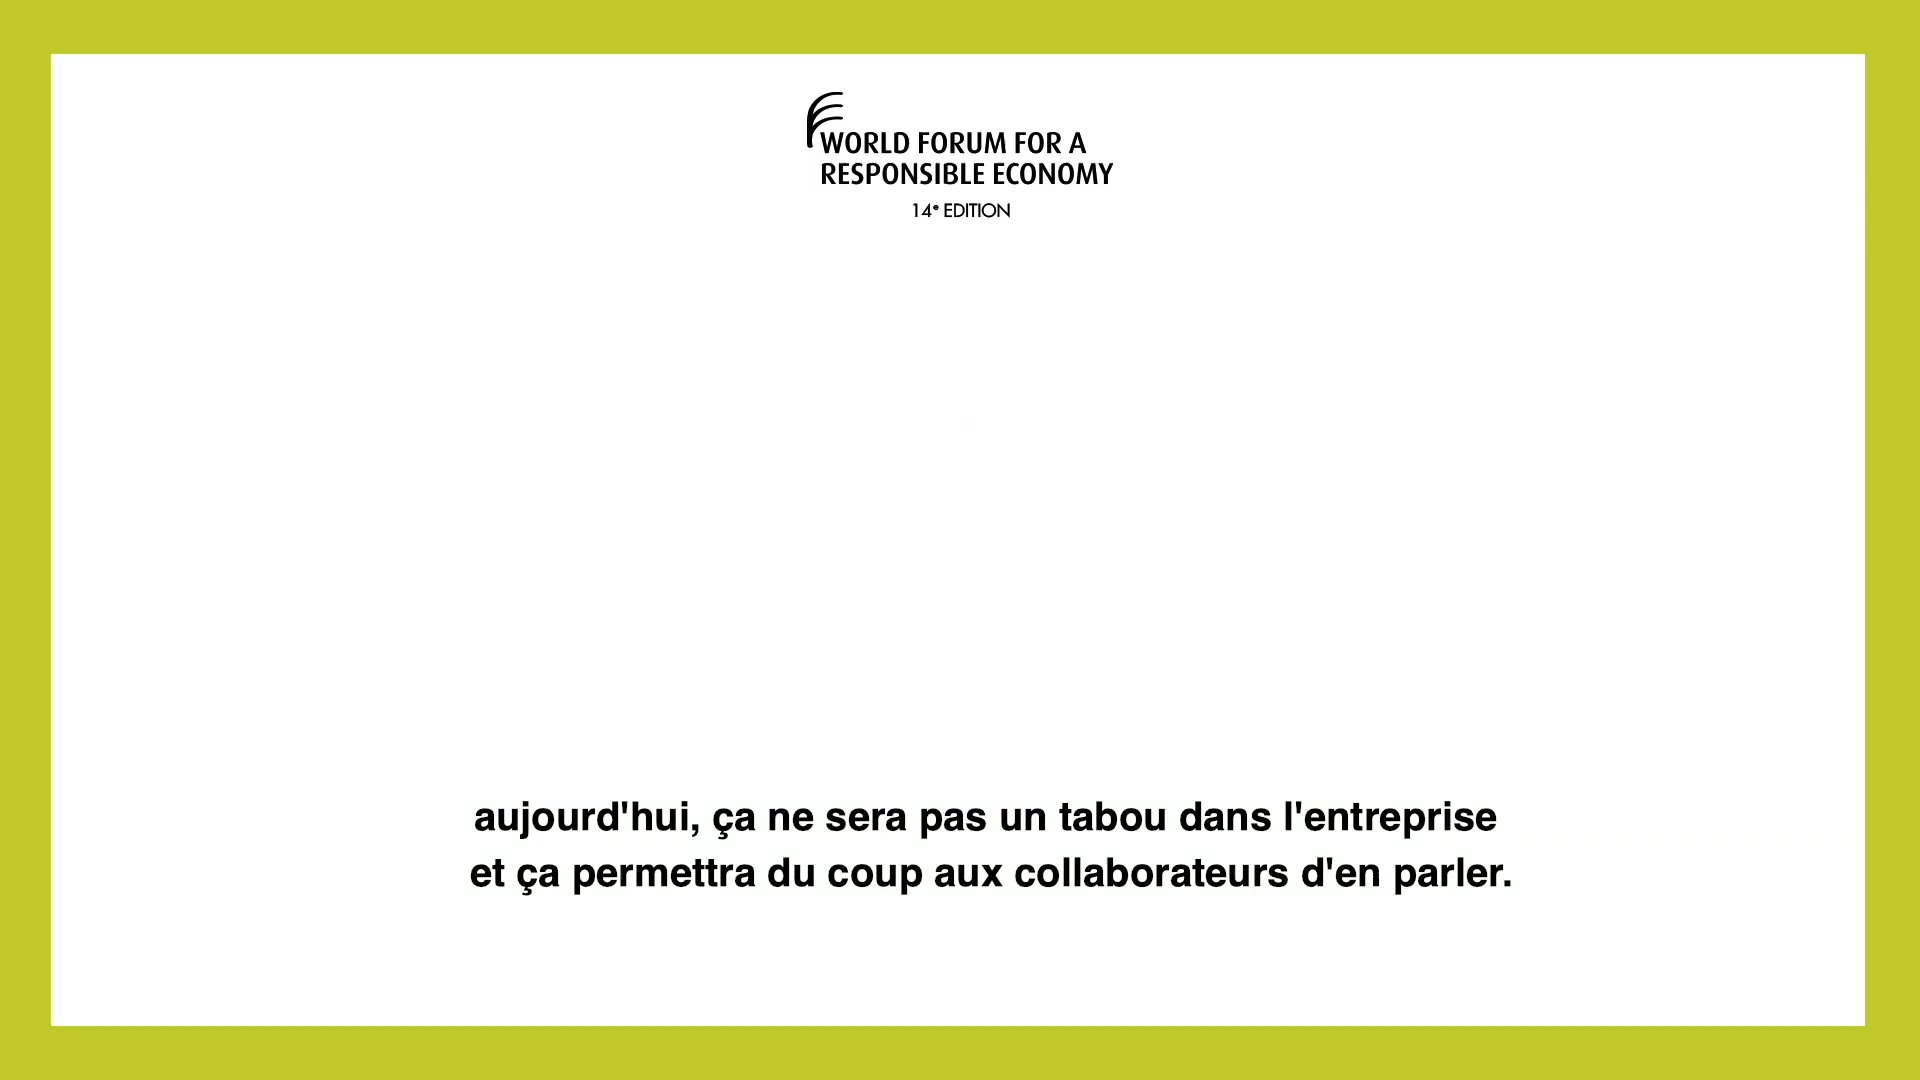 WORLD FORUM FOR A
RESPONSIBLE ECONOMY
14e EDITION
aujourd'hui, ça ne sera pas un tabou dans l'entreprise
et ça permettra du coup aux collaborateurs d'en parler.